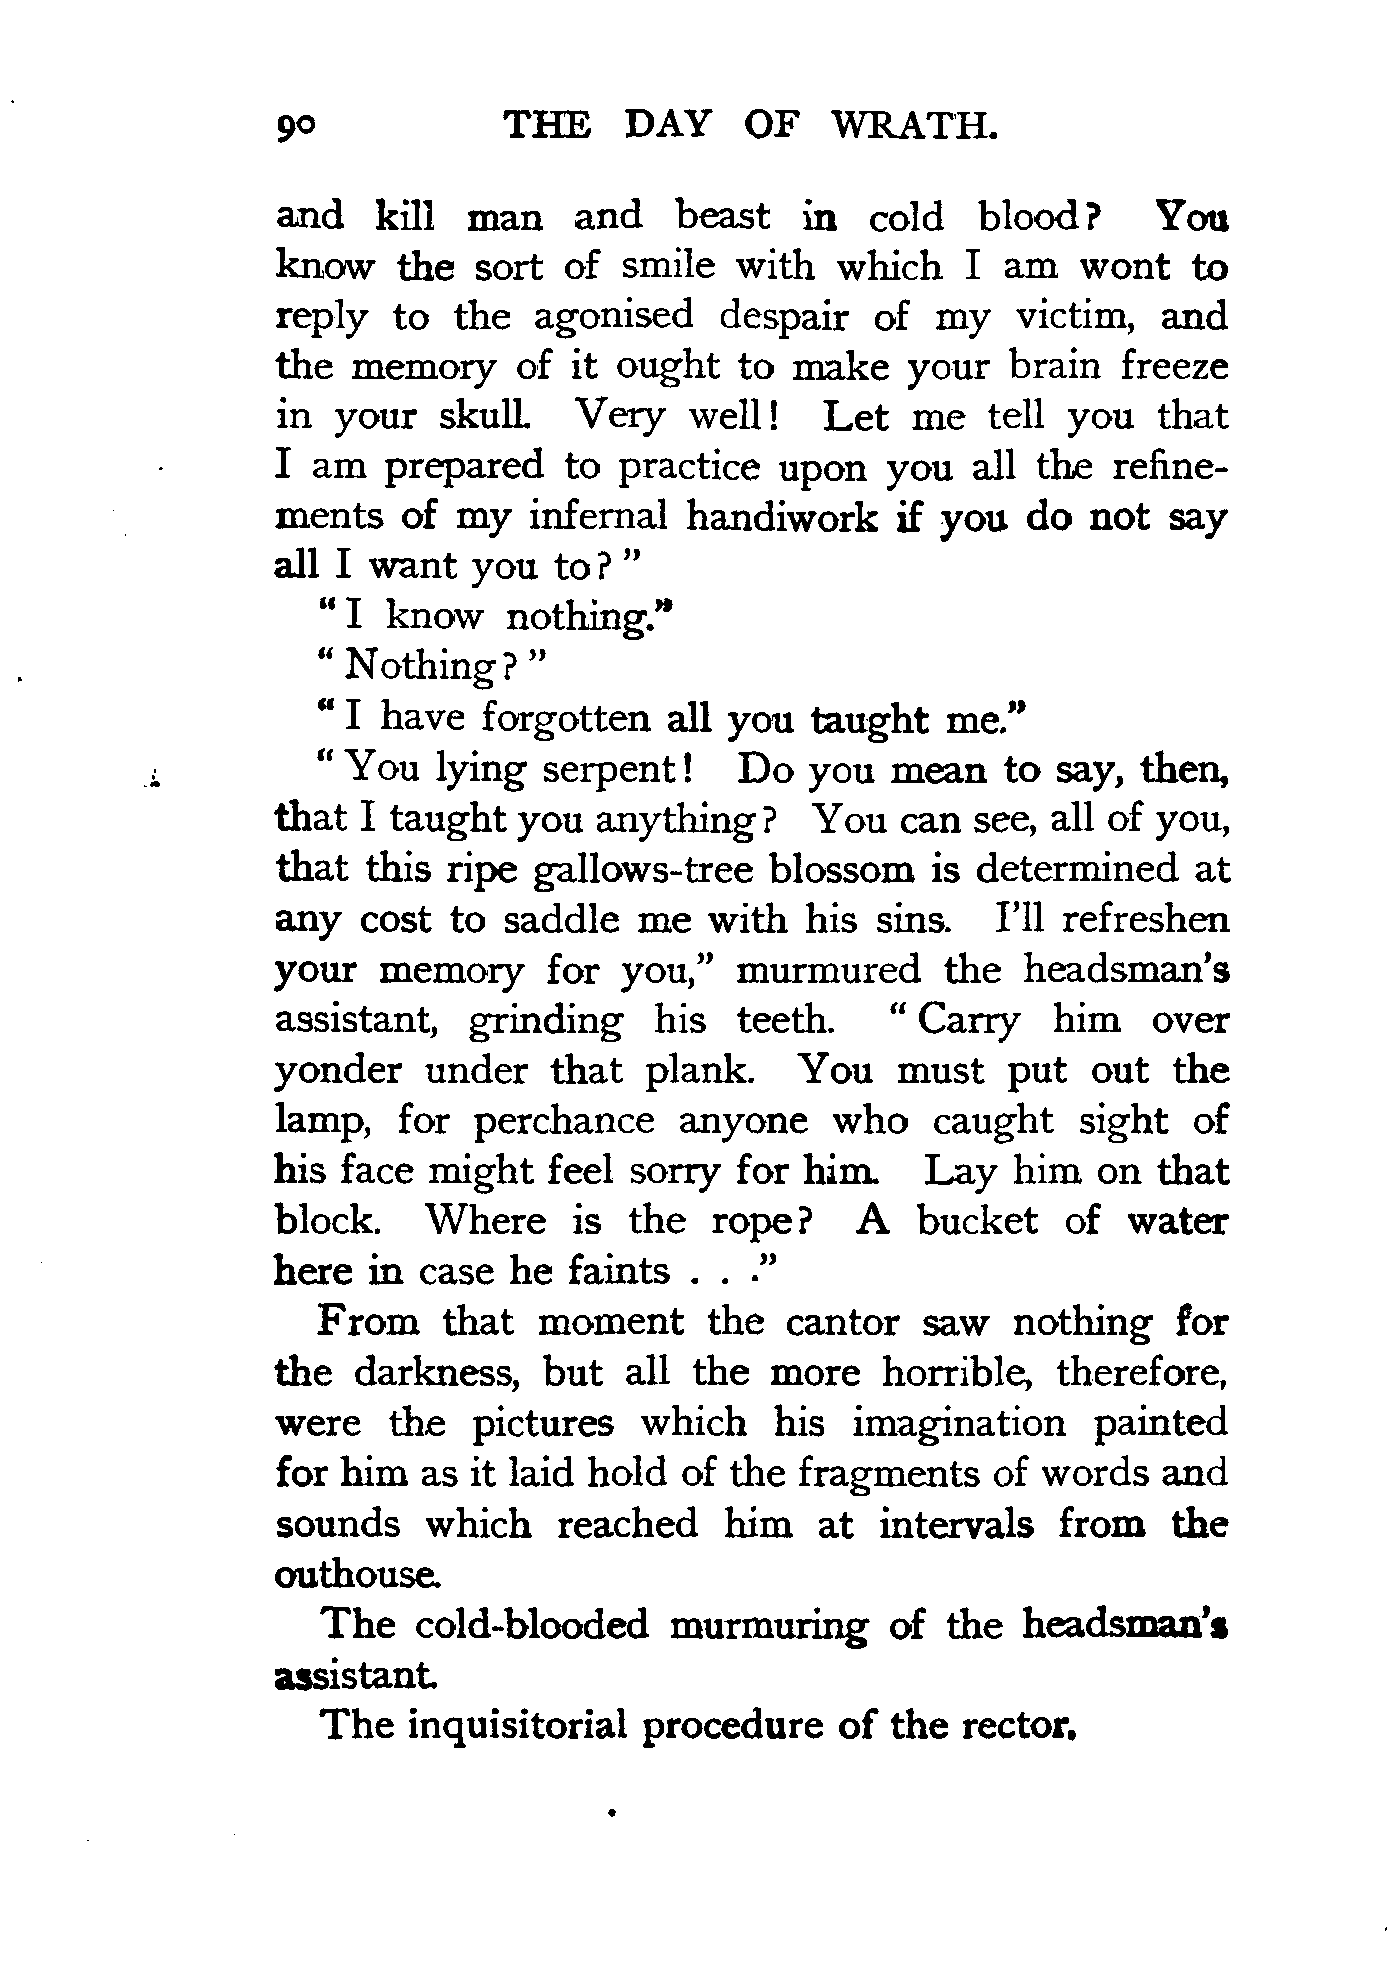 90 THE DAY OF WRATH.
and kill man and beast in cold blood? You
know the sort of smile with which I am wont to
reply to the agonised despair of my victim, and
the memory of it ought to make your brain freeze
in your skull. Very well! Let me tell you that
I am prepared to practice upon you all the refine-
ments of my infernal handiwork if you do not say
all I want you to?"
"I know nothing."
"Nothing?"
"I have forgotten all you taught me."
"You lying serpent! Do you mean to say, then,
that I taught you anything? You can see, all of you,
that this ripe gallows-tree blossom is determined at
any cost to saddle me with his sins. I'll refreshen
your memory for you," murmured the headsman's
assistant, grinding his teeth. "Carry him over
yonder under that plank. You must put out the
lamp, for perchance anyone who caught sight of
his face might feel sorry for him. Lay him on that
block. Where is the rope? A bucket of water
here in case he faints . . ."
From that moment the cantor saw nothing for
the darkness, but all the more horrible, therefore,
were the pictures which his imagination painted
for him as it laid hold of the fragments of words and
sounds which reached him at intervals from the
outhouse.
The cold-blooded murmuring of the headsman's
assistant.
The inquisitorial procedure of the rector.